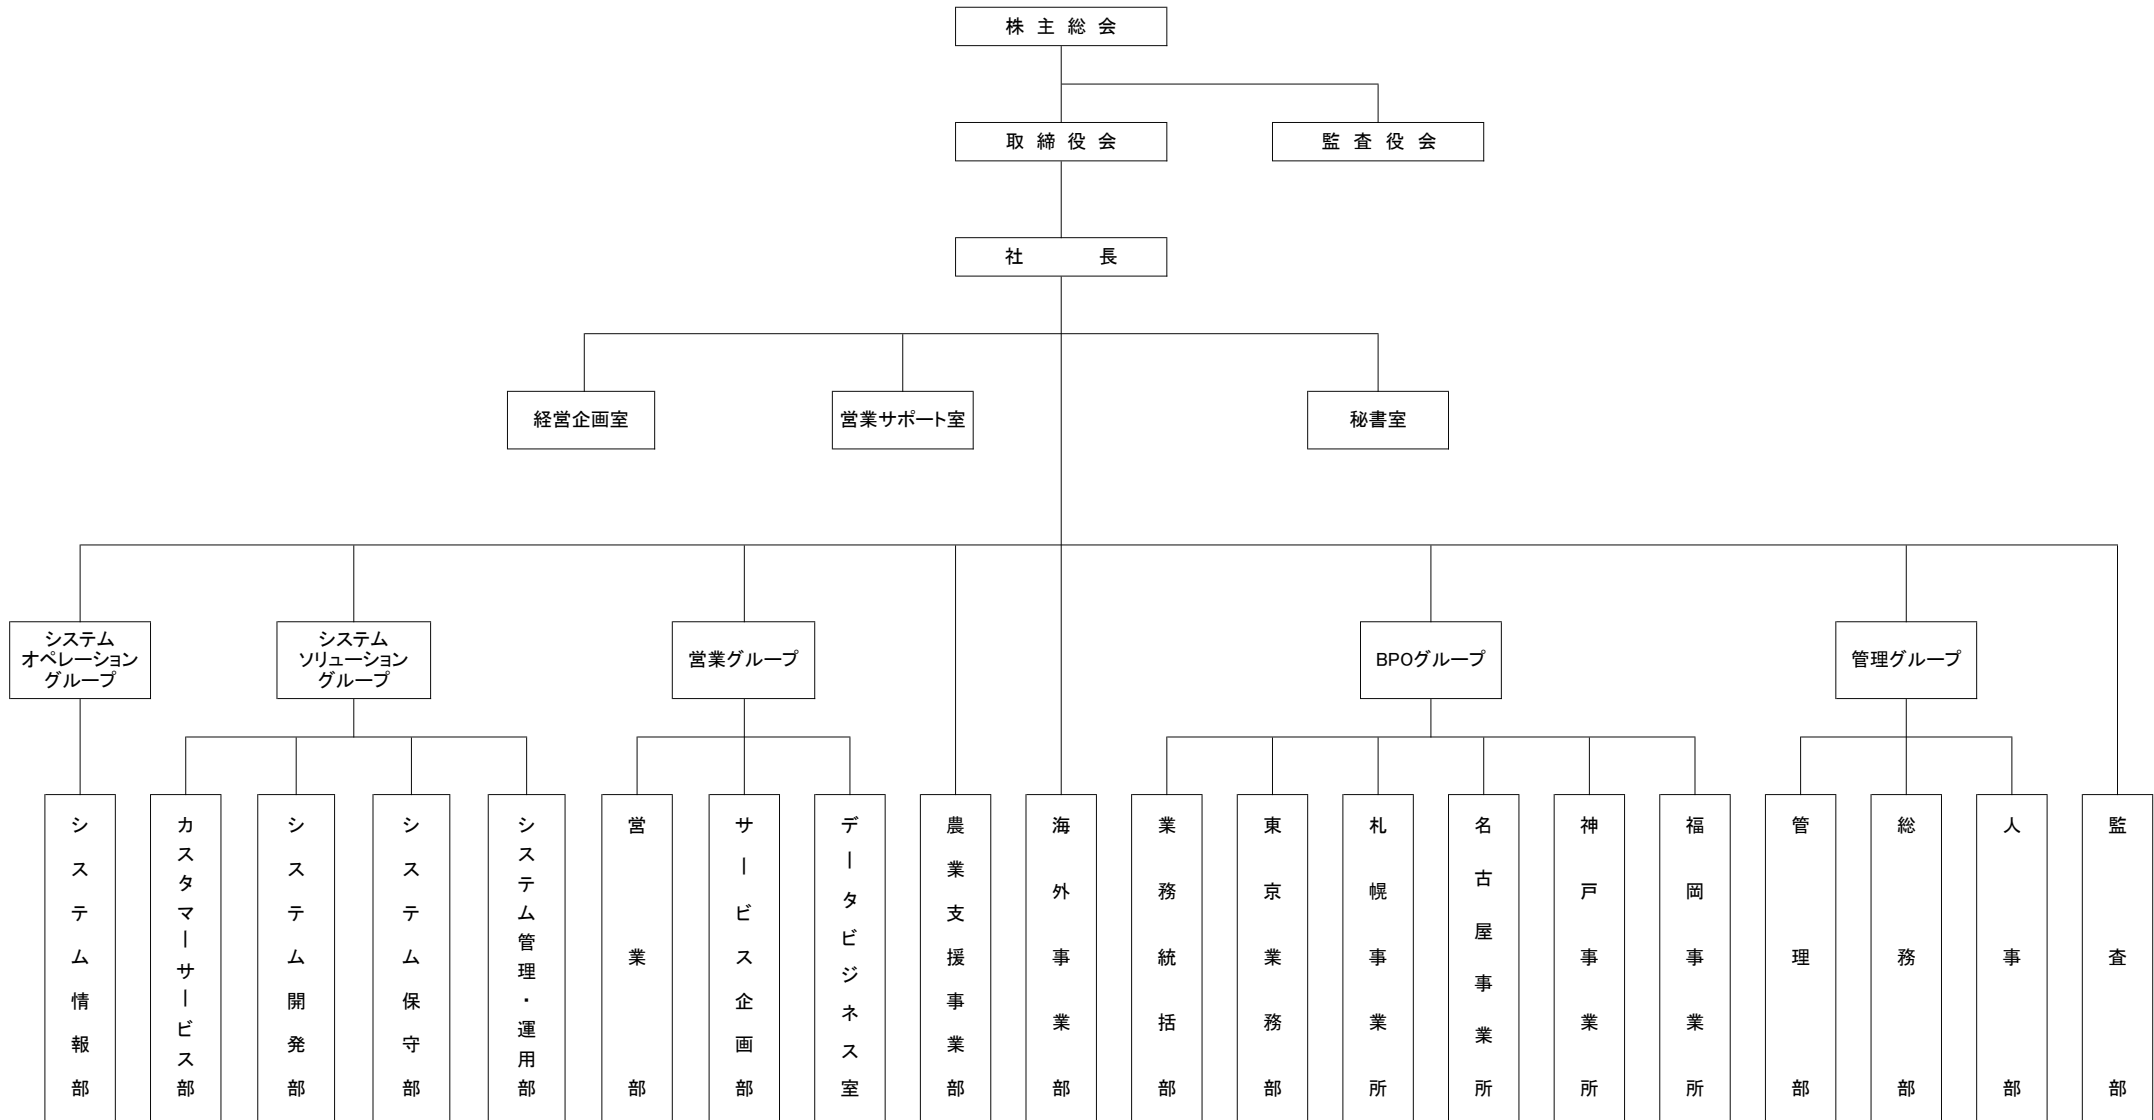 株主総会
取締役会
監査役会
社長
経営企画室
営業サポート室
秘書室
システム
オペレーション
グループ
システム
ソリューション
グループ
営業グループ
BPOグループ
管理グループ
システム情報部
カスタマーサービス部
システム開発部
システム保守部
システム管理・運用部
営業部
サービス企画部
データビジネス室
農業支援事業部
海外事業部
業務統括部
東京業務部
札幌事業所
名古屋事業所
神戸事業所
福岡事業所
管理部
総務部
人事部
監査部